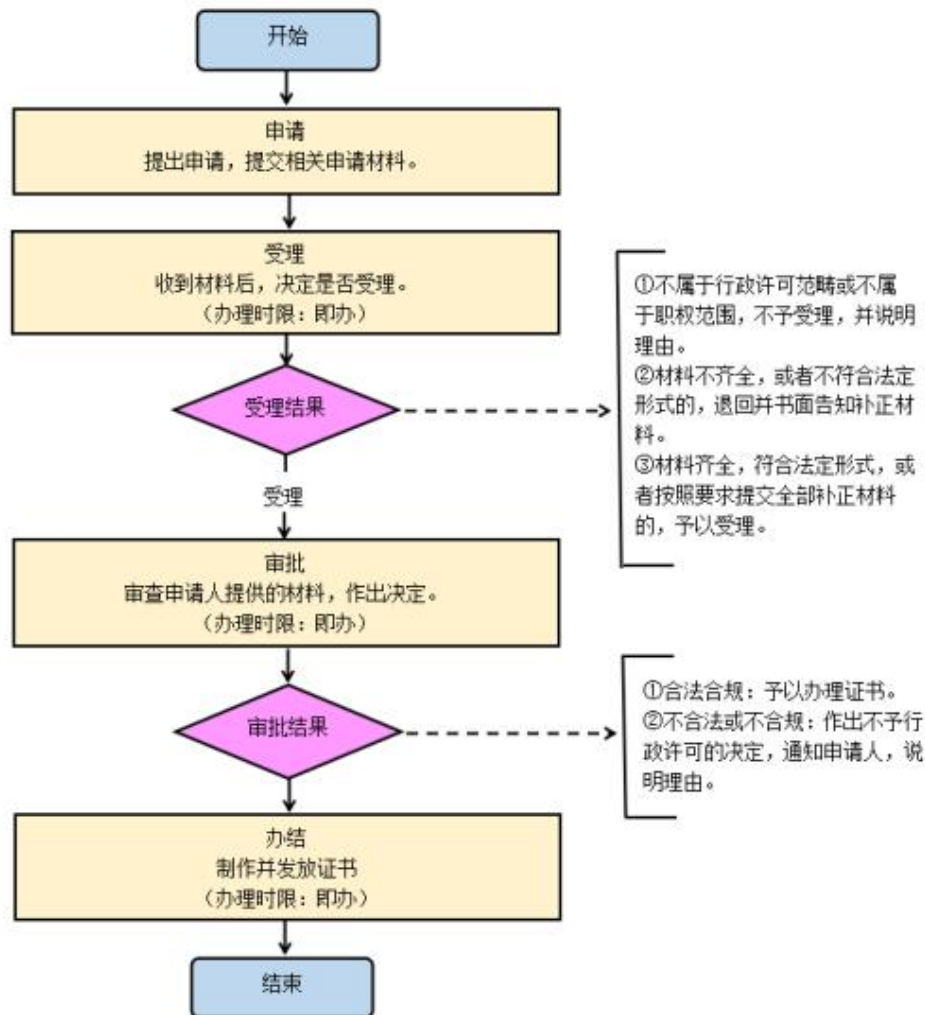 开始
申请
提出申请，提交相关申请材料。
受理
收到材料后，决定是否受理。
（办理时限：即办）
受理结果
①不属于行政许可范畴或不属
于职权范围，不予受理，并说明
理由。
②材料不齐全，或者不符合法定
形式的，退回并书面告知补正材
料。
③材料齐全，符合法定形式，或
者按照要求提交全部补正材料
的，予以受理。
受理
审批
审查申请人提供的材料，作出决定。
（办理时限：即办）
审批结果
①合法合规：予以办理证书。
②不合法或不合规：作出不予行
政许可的决定，通知申请人，说
明理由。
办结
制作并发放证书
（办理时限：即办）
结束